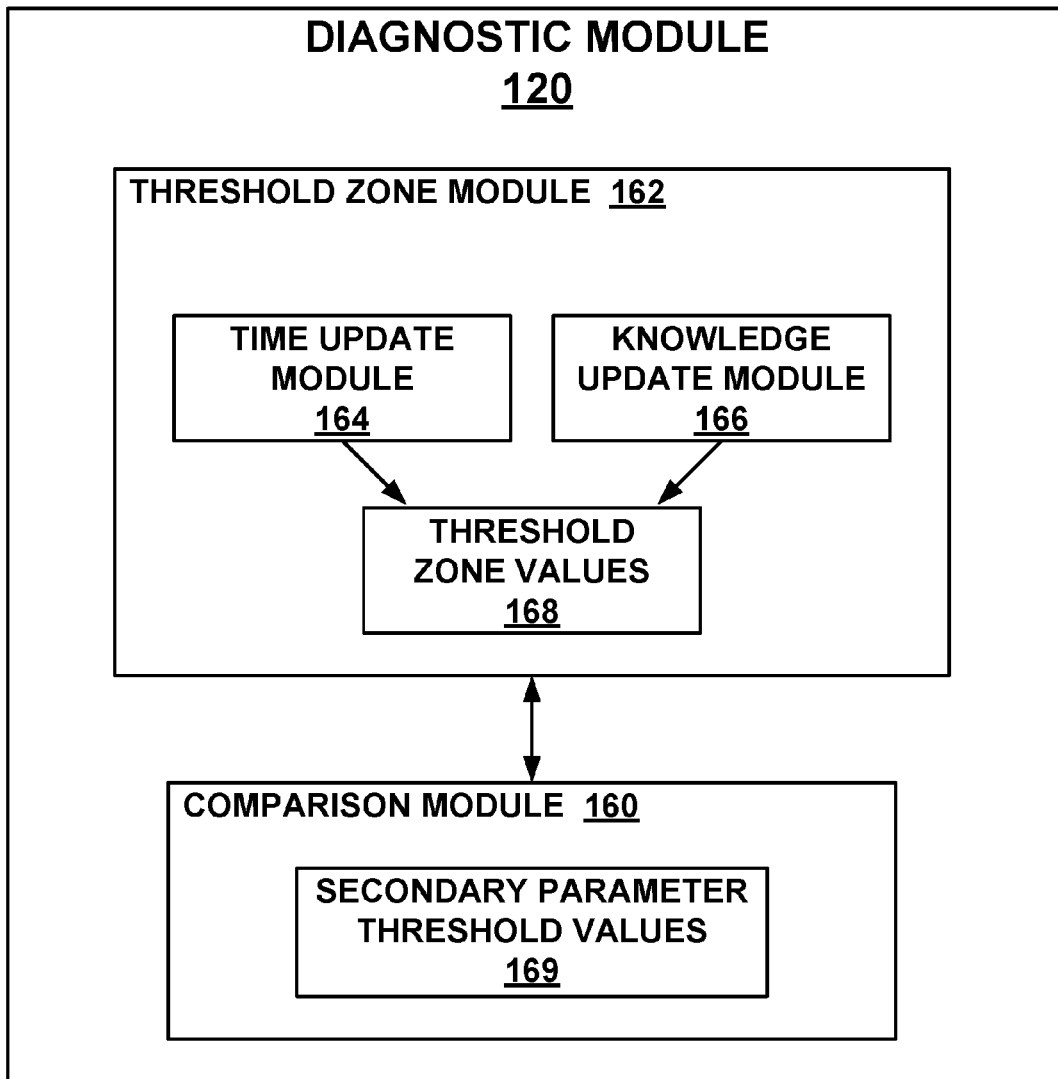 DIAGNOSTIC MODULE
120
THRESHOLD ZONE MODULE 162
TIME UPDATE
MODULE
164
KNOWLEDGE
UPDATE MODULE
166
THRESHOLD
ZONE VALUES
168
COMPARISON MODULE 160
SECONDARY PARAMETER
THRESHOLD VALUES
169